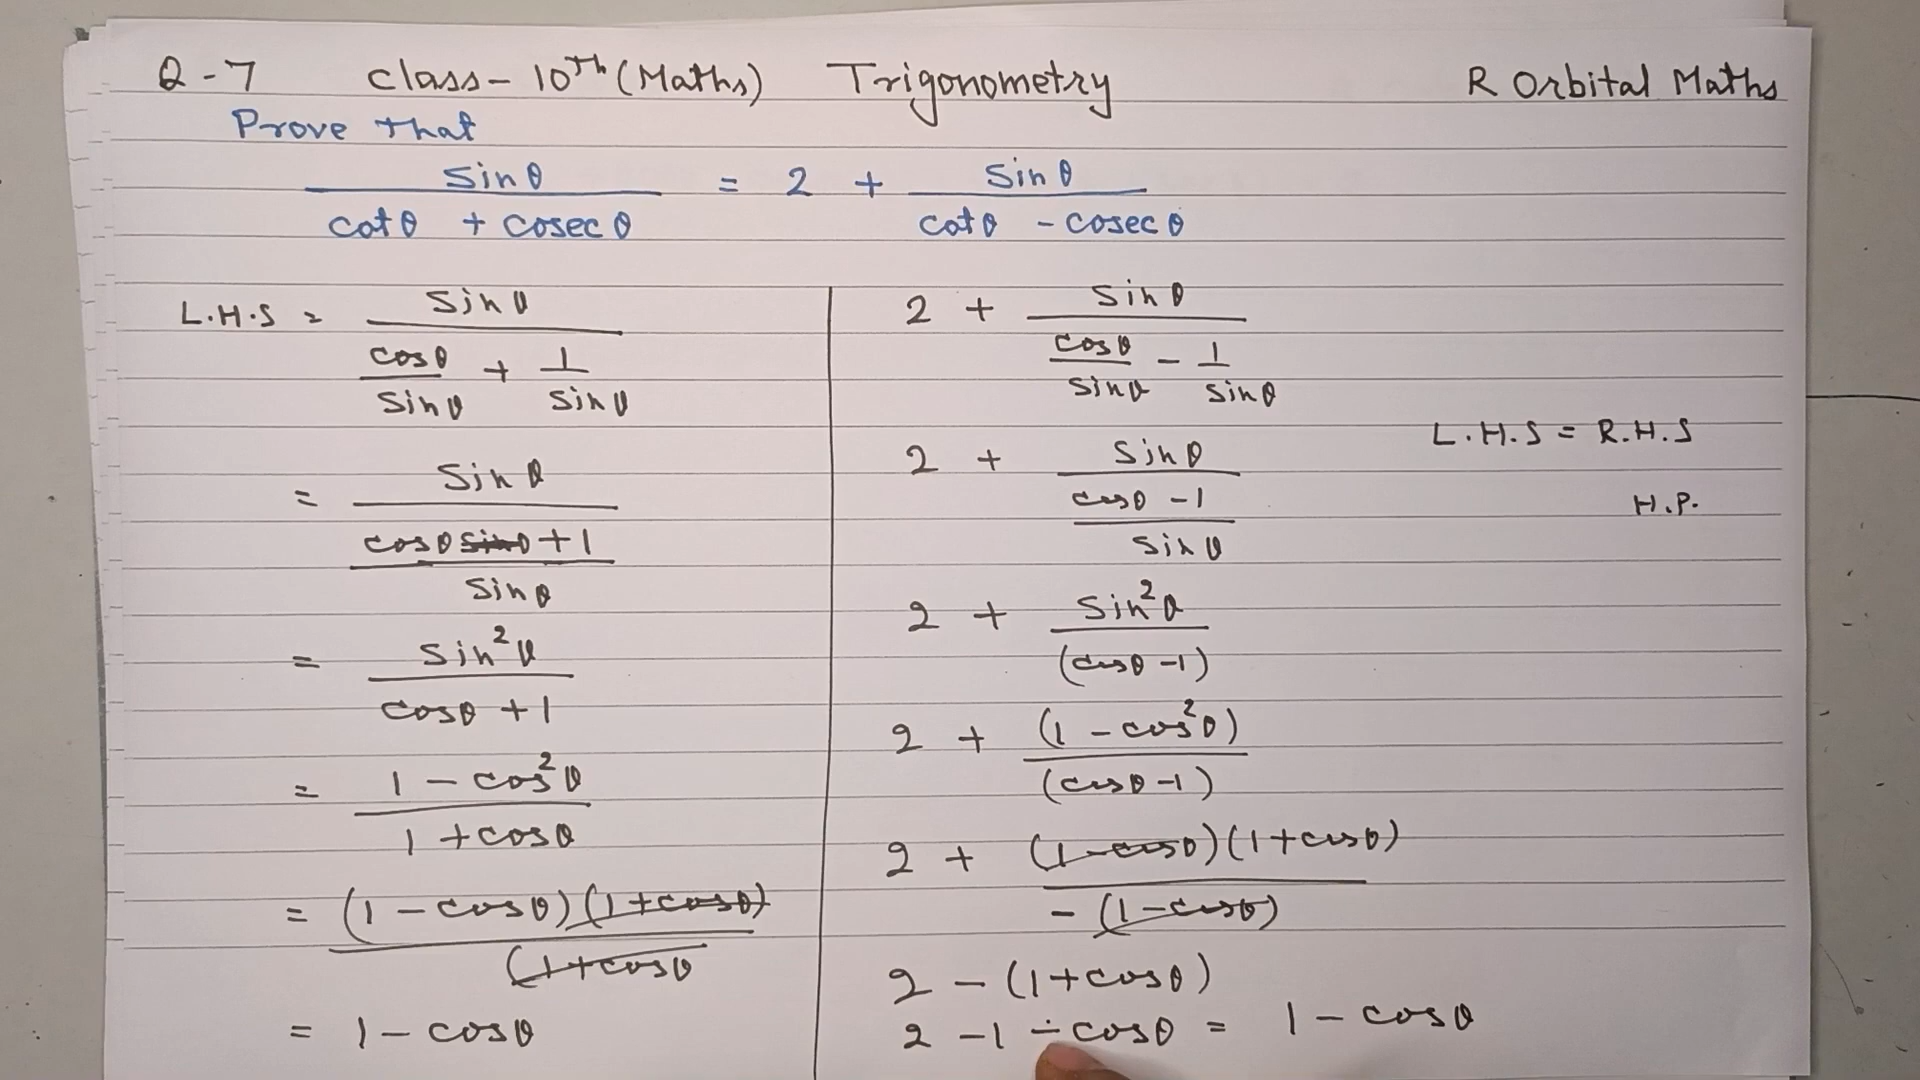 Q-7 Class-10Th (Maths) Trigonometry R Orbital Maths
Prove that
sinθ / (cotθ + cosecθ) = 2 + sinθ / (cotθ - cosecθ)
L.H.S = sinθ / (cosθ/sinθ + 1/sinθ)
= sinθ / ((cosθ sinθ + 1)/sinθ)
= sin²θ / (cosθ + 1)
= (1 - cos²θ) / (1 + cosθ)
= (1 - cosθ)(1 + cosθ) / (1 + cosθ
= 1 - cosθ
2 + sinθ / (cosθ/sinθ - 1/sinθ)
2 + sinθ / ((cosθ - 1)/sinθ)
2 + sin²θ / (cosθ - 1)
2 + (1 - cos²θ) / (cosθ - 1)
2 + (1 - cosθ)(1 + cosθ) / -(1 - cosθ)
2 - (1 + cosθ)
2 - 1 - cosθ = 1 - cosθ
L.H.S = R.H.S
H.P.